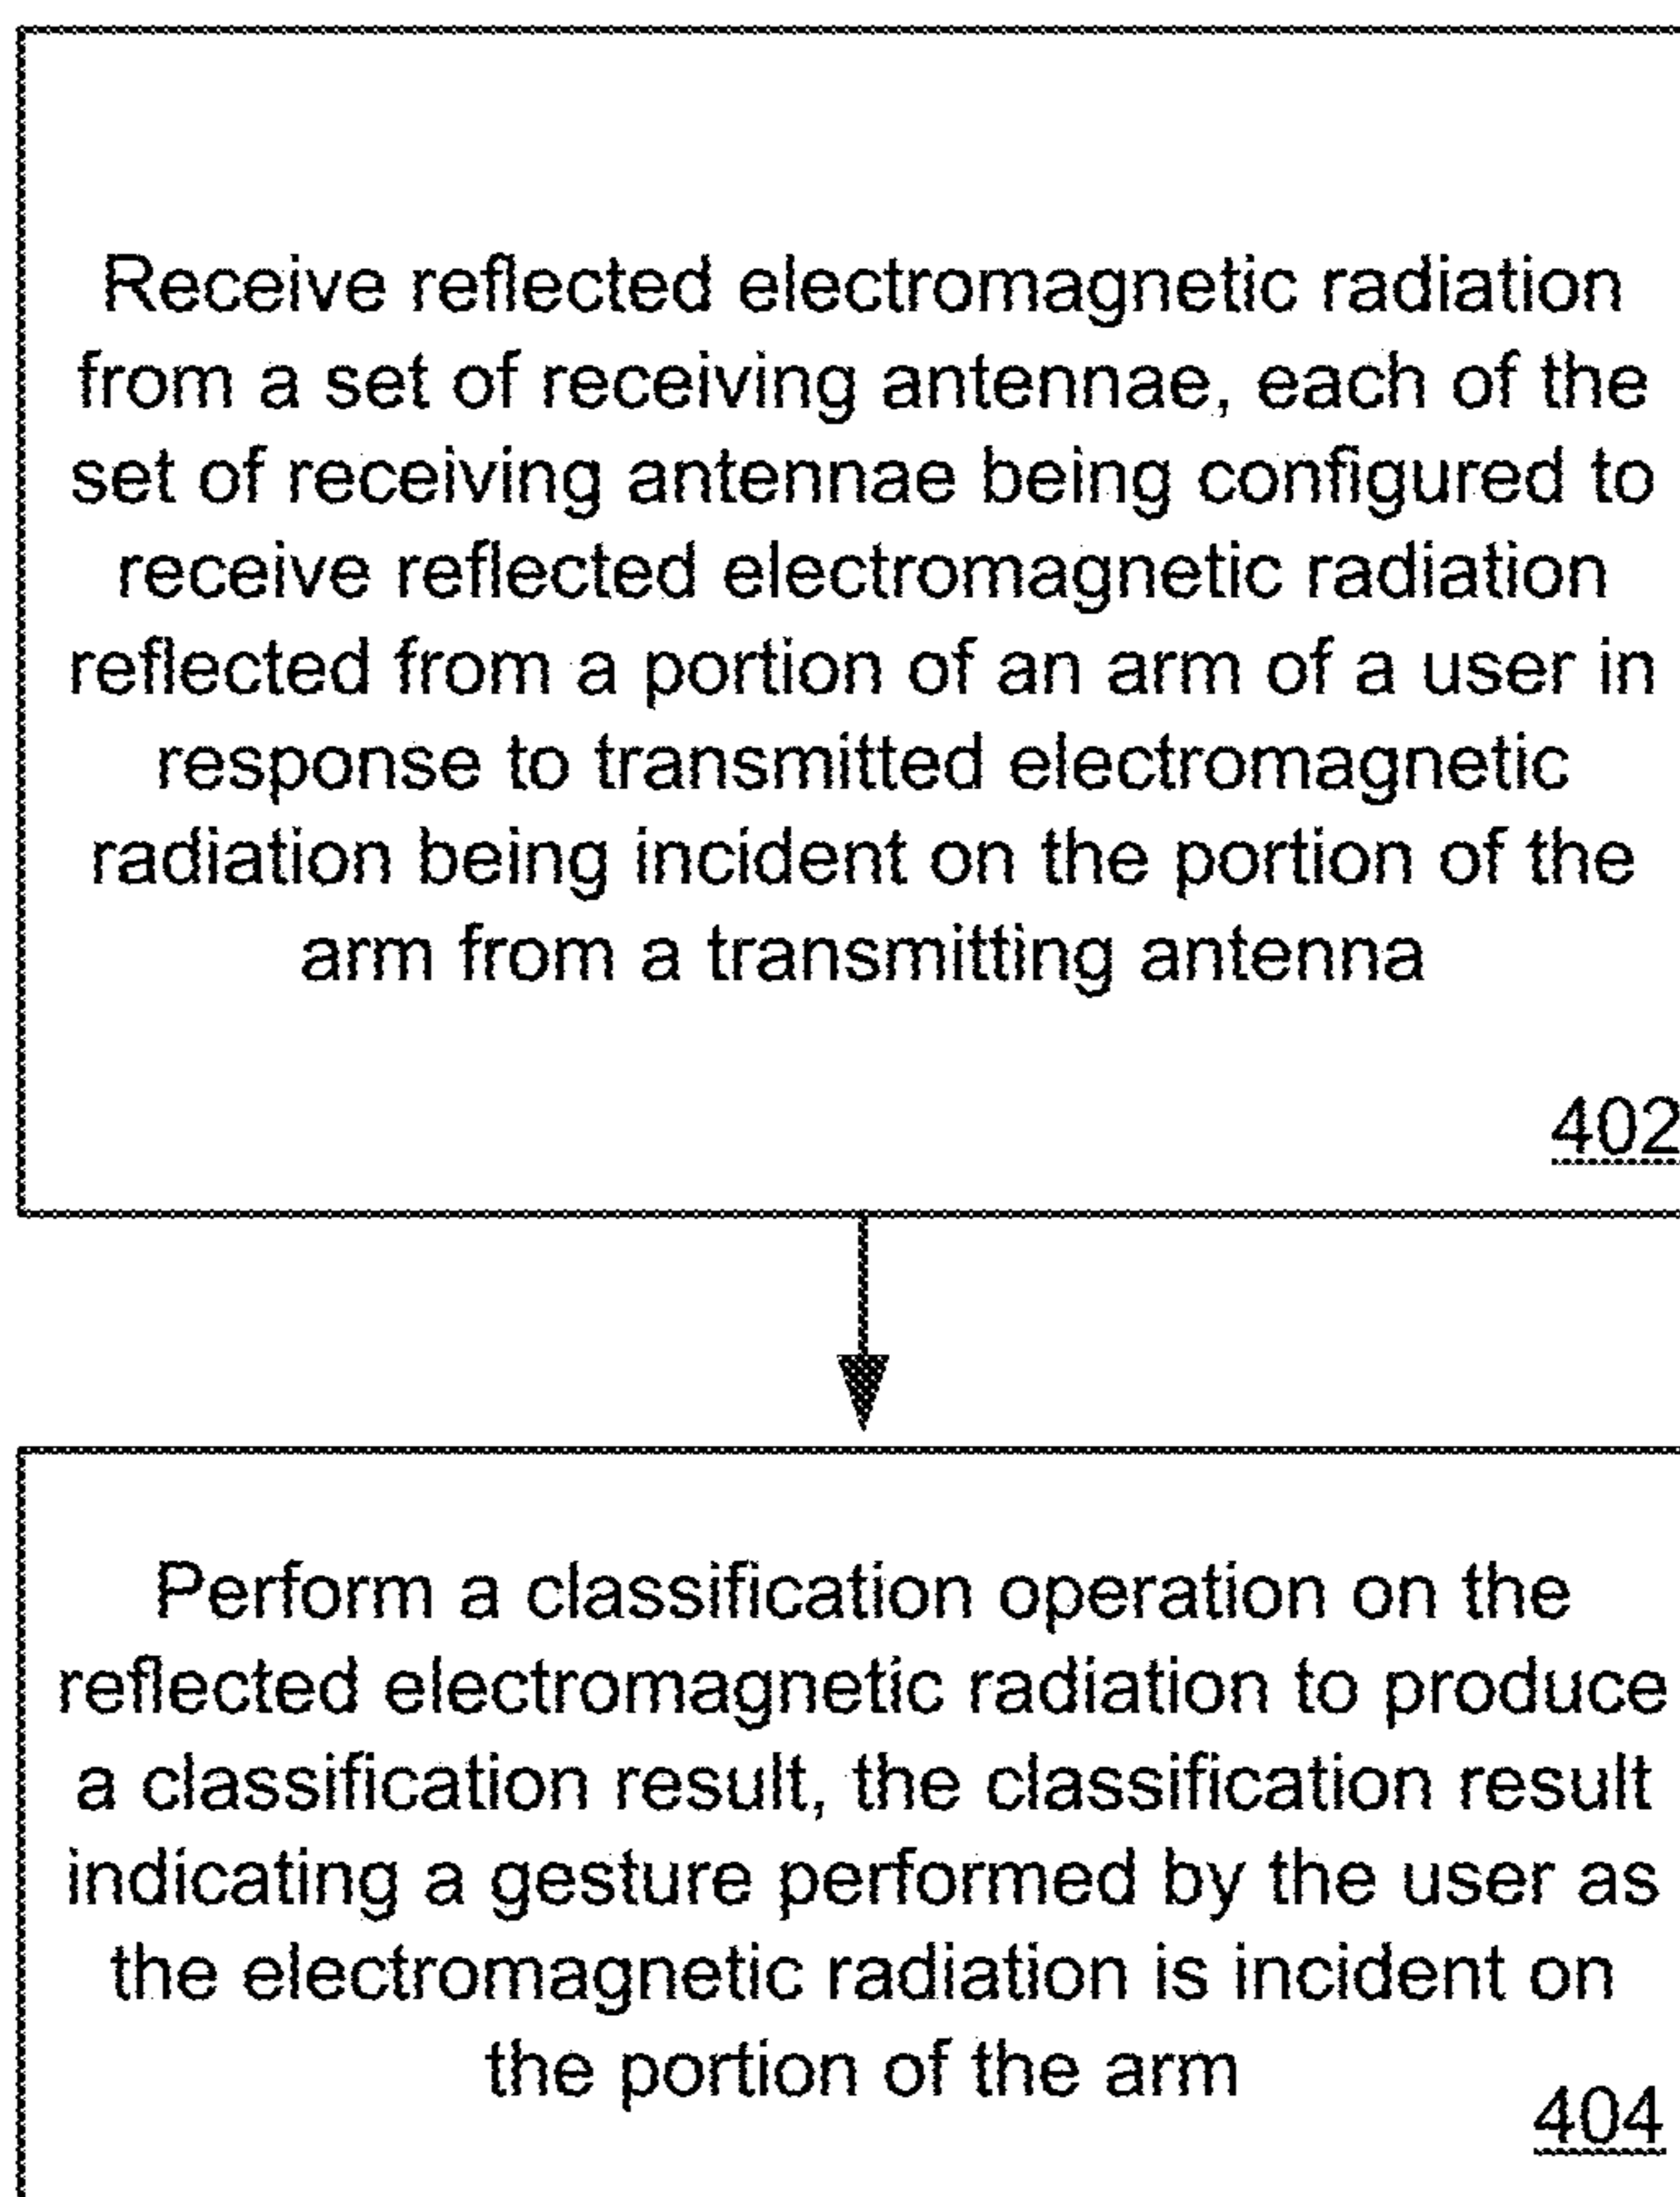 Receive reflected electromagnetic radiation
from a set of receiving antennae, each of the
set of receiving antennae being configured to
receive reflected electromagnetic radiation
reflected from a portion of an arm of a user in
response to transmitted electromagnetic
radiation being incident on the portion of the
arm from a transmitting antenna
402
Perform a classification operation on the
reflected electromagnetic radiation to produce
a classification result, the classification result
indicating a gesture performed by the user as
the electromagnetic radiation is incident on
the portion of the arm
404